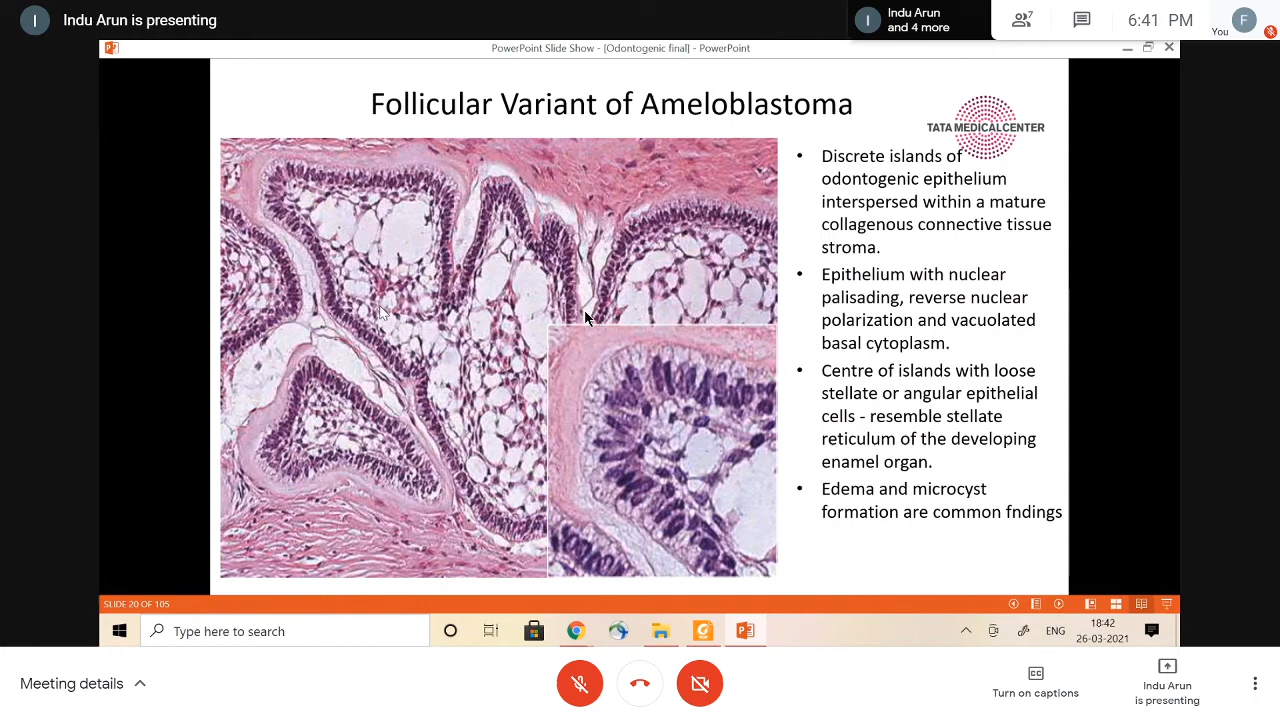 I Indu Arun is presenting
I Indu Arun
and 4 more
7
6:41 PM
F
You
PowerPoint Slide Show - [Odontogenic final] - PowerPoint
Follicular Variant of Ameloblastoma
TATA MEDICAL CENTER
• Discrete islands of
odontogenic epithelium
interspersed within a mature
collagenous connective tissue
stroma.
• Epithelium with nuclear
palisading, reverse nuclear
polarization and vacuolated
basal cytoplasm.
• Centre of islands with loose
stellate or angular epithelial
cells - resemble stellate
reticulum of the developing
enamel organ.
• Edema and microcyst
formation are common fndings
SLIDE 20 OF 105
Type here to search
ENG
18:42
26-03-2021
Meeting details
CC
Turn on captions
Indu Arun
is presenting